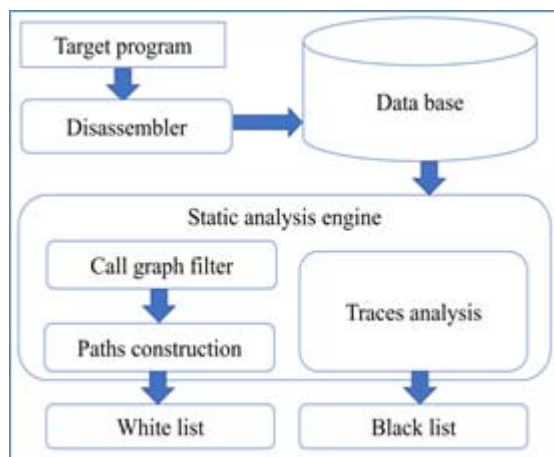 Target program
Disassembler
Data base
Static analysis engine
Call graph filter
Paths construction
Traces analysis
White list
Black list